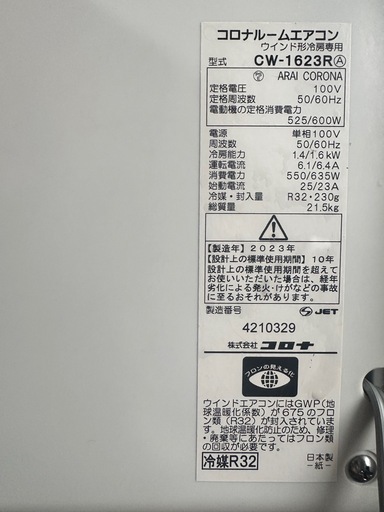 コロナルームエアコン
ウインド形冷房専用
型式 CW-1623RⒶ
ARAI CORONA
定格電圧 100V
定格周波数 50/60Hz
電動機の定格消費電力
525/600W
電源 単相100V
周波数 50/60Hz
冷房能力 1.4/1.6kW
運転電流 6.1/6.4A
消費電力 550/635W
始動電流 25/23A
冷媒・封入量 R32・230g
総質量 21.5kg
【製造年】2023年
【設計上の標準使用期間】10年
設計上の標準使用期間を超えて
お使いいただいた場合は、経年
劣化による発火・けがなどの事故
に至るおそれがあります。
製造番号 JET
4210329
株式会社 コロナ
フロンの見える化
ウインドエアコンにはGWP(地
球温暖化係数)が675のフロ
ン類(R32)が封入されていま
す。地球温暖化防止のため、修理
・廃棄等にあたってはフロン類
の回収が必要です。
冷媒R32
日本製
-紙-